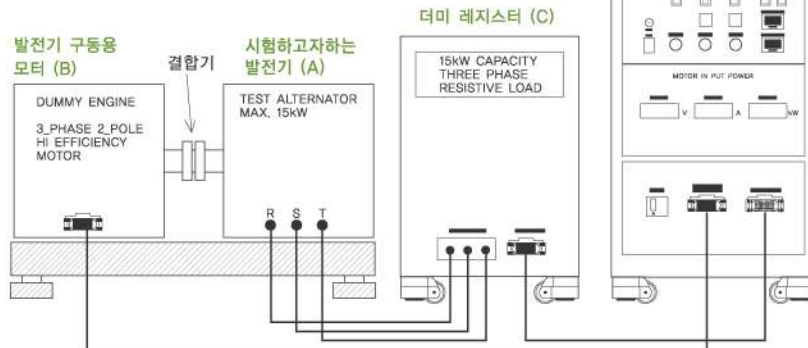 더미 레지스터 (C)
발전기 구동용
모터 (B)
결합기
시험하고자하는
발전기 (A)
DUMMY ENGINE
3_PHASE 2_POLE
HI EFFICIENCY
MOTOR
TEST ALTERNATOR
MAX, 15kW
R S T
15kW CAPACITY
THREE PHASE
RESISTIVE LOAD
MOTOR IN PUT POWER
V A kW